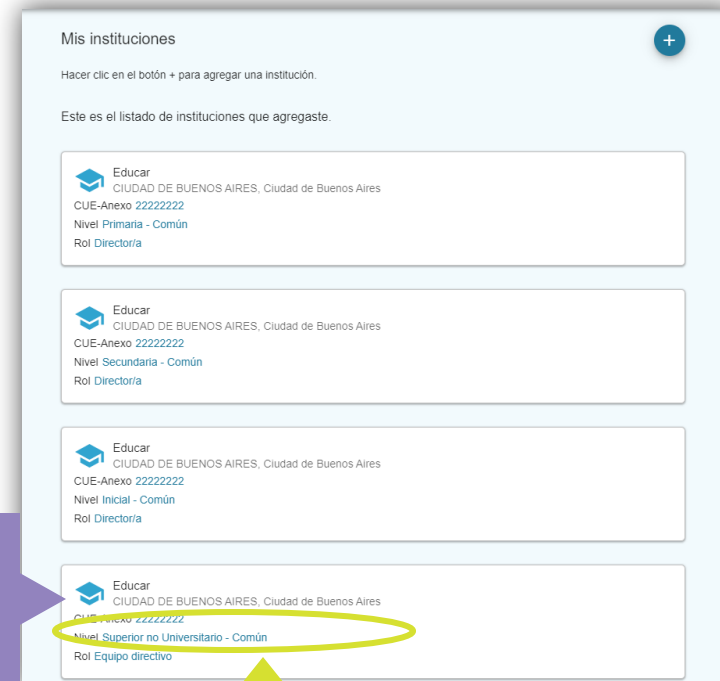 Mis instituciones
+
Hacer clic en el botón + para agregar una institución.
Este es el listado de instituciones que agregaste.
Educar
CIUDAD DE BUENOS AIRES, Ciudad de Buenos Aires
CUE-Anexo 22222222
Nivel Primaria - Común
Rol Director/a
Educar
CIUDAD DE BUENOS AIRES, Ciudad de Buenos Aires
CUE-Anexo 22222222
Nivel Secundaria - Común
Rol Director/a
Educar
CIUDAD DE BUENOS AIRES, Ciudad de Buenos Aires
CUE-Anexo 22222222
Nivel Inicial - Común
Rol Director/a
Educar
CIUDAD DE BUENOS AIRES, Ciudad de Buenos Aires
CUE-Anexo 22222222
Nivel Superior no Universitario - Común
Rol Equipo directivo